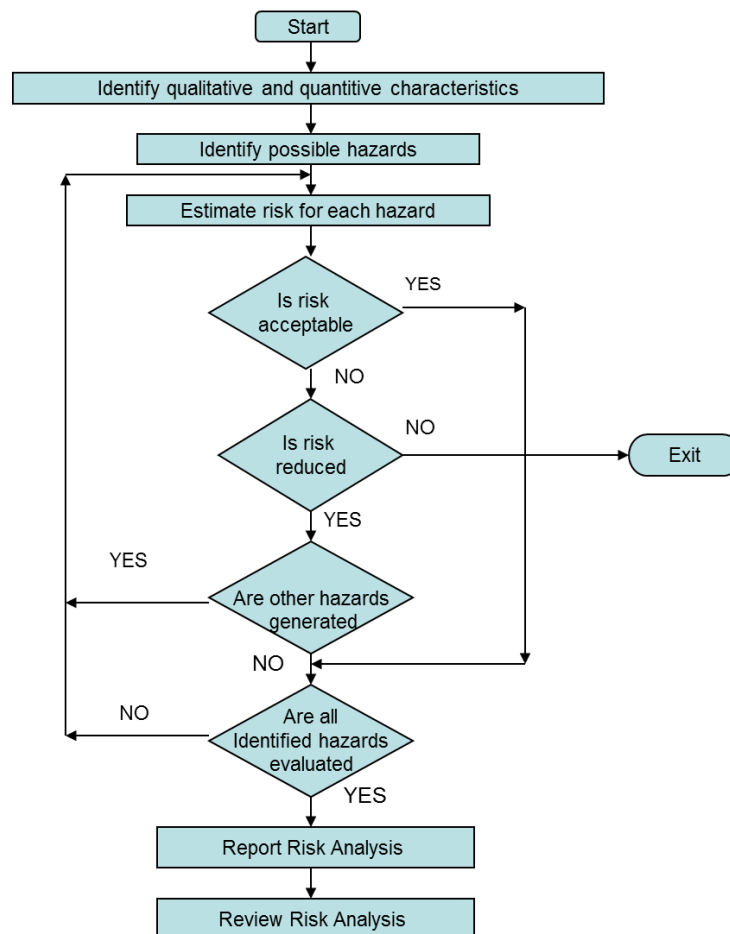 Start
Identify qualitative and quantitive characteristics
Identify possible hazards
Estimate risk for each hazard
YES
Is risk
acceptable
NO
NO
Is risk
reduced
Exit
YES
YES
Are other hazards
generated
NO
NO
Are all
Identified hazards
evaluated
YES
Report Risk Analysis
Review Risk Analysis